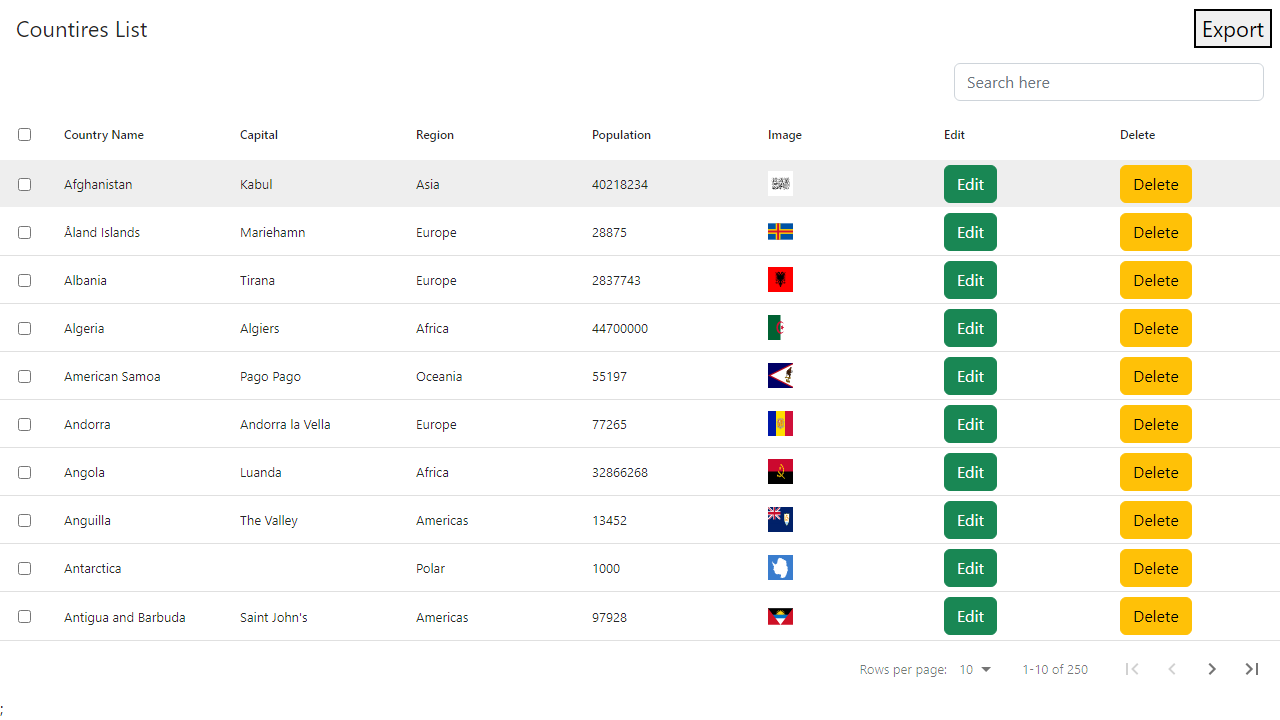 Countires List
Export
Search here
Country Name Capital Region Population Image Edit Delete
Afghanistan Kabul Asia 40218234 Edit Delete
Åland Islands Mariehamn Europe 28875 Edit Delete
Albania Tirana Europe 2837743 Edit Delete
Algeria Algiers Africa 44700000 Edit Delete
American Samoa Pago Pago Oceania 55197 Edit Delete
Andorra Andorra la Vella Europe 77265 Edit Delete
Angola Luanda Africa 32866268 Edit Delete
Anguilla The Valley Americas 13452 Edit Delete
Antarctica Polar 1000 Edit Delete
Antigua and Barbuda Saint John's Americas 97928 Edit Delete
Rows per page: 10 1-10 of 250
;